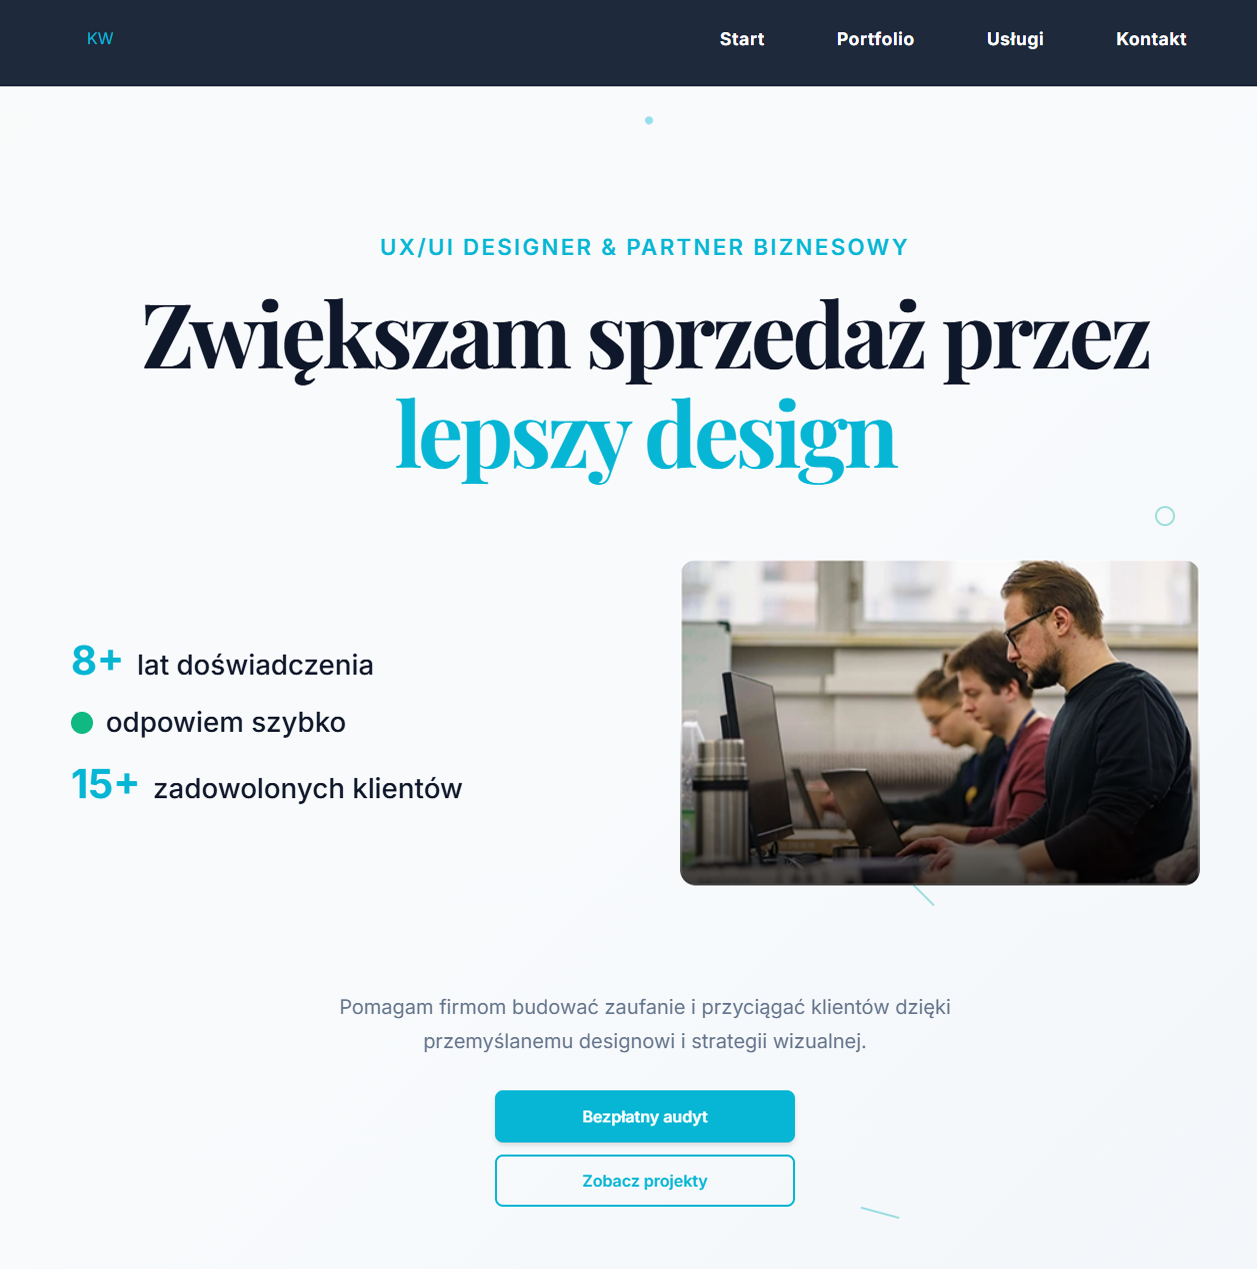 KW
Start
Portfolio
Usługi
Kontakt
UX/UI DESIGNER & PARTNER BIZNESOWY
Zwiększam sprzedaż przez
lepszy design
8+ lat doświadczenia
odpowiem szybko
15+ zadowolonych klientów
Pomagam firmom budować zaufanie i przyciągać klientów dzięki
przemyślanemu designowi i strategii wizualnej.
Bezpłatny audyt
Zobacz projekty